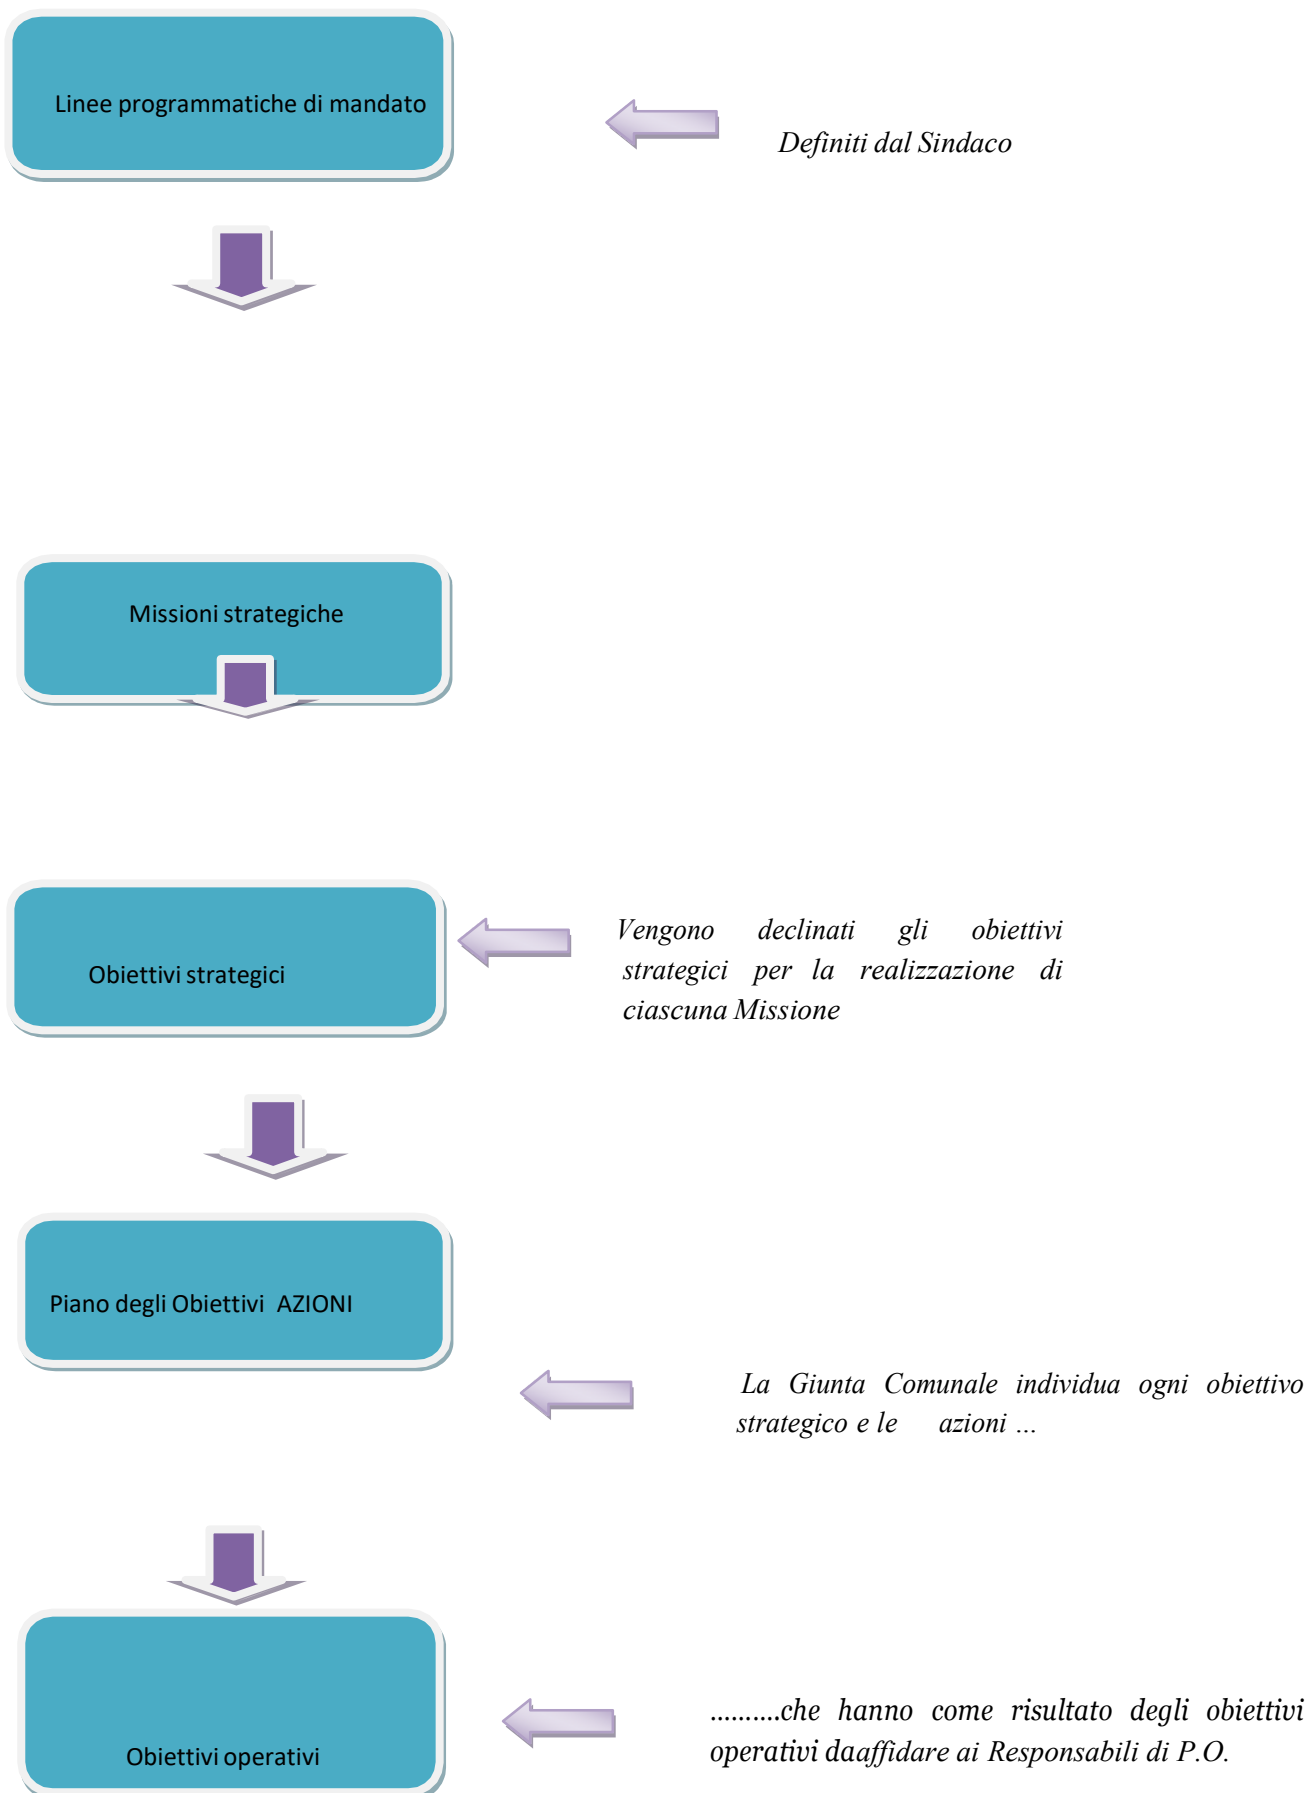 Linee programmatiche di mandato
Definiti dal Sindaco
Missioni strategiche
Vengono declinati gli obiettivi
strategici per la realizzazione di
ciascuna Missione
Obiettivi strategici
Piano degli Obiettivi AZIONI
La Giunta Comunale individua ogni obiettivo
strategico e le azioni ...
..........che hanno come risultato degli obiettivi
operativi daaffidare ai Responsabili di P.O.
Obiettivi operativi